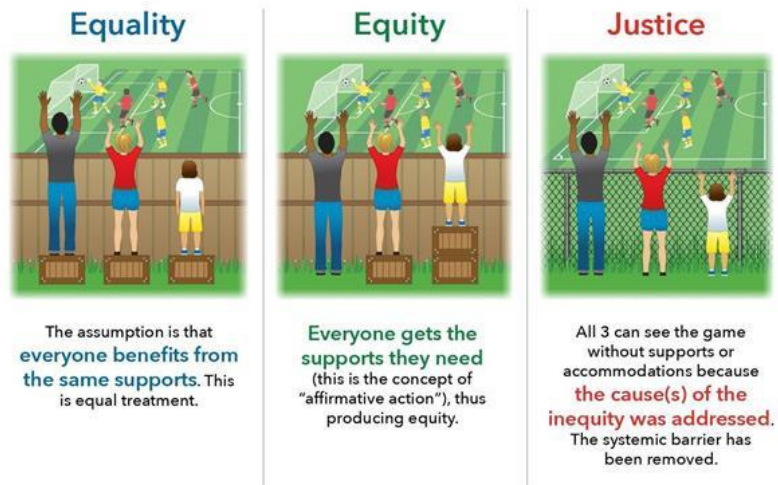 Equality
The assumption is that
everyone benefits from
the same supports. This
is equal treatment.
Equity
Everyone gets the
supports they need
(this is the concept of
"affirmative action"), thus
producing equity.
Justice
All 3 can see the game
without supports or
accommodations because
the cause(s) of the
inequity was addressed.
The systemic barrier has
been removed.